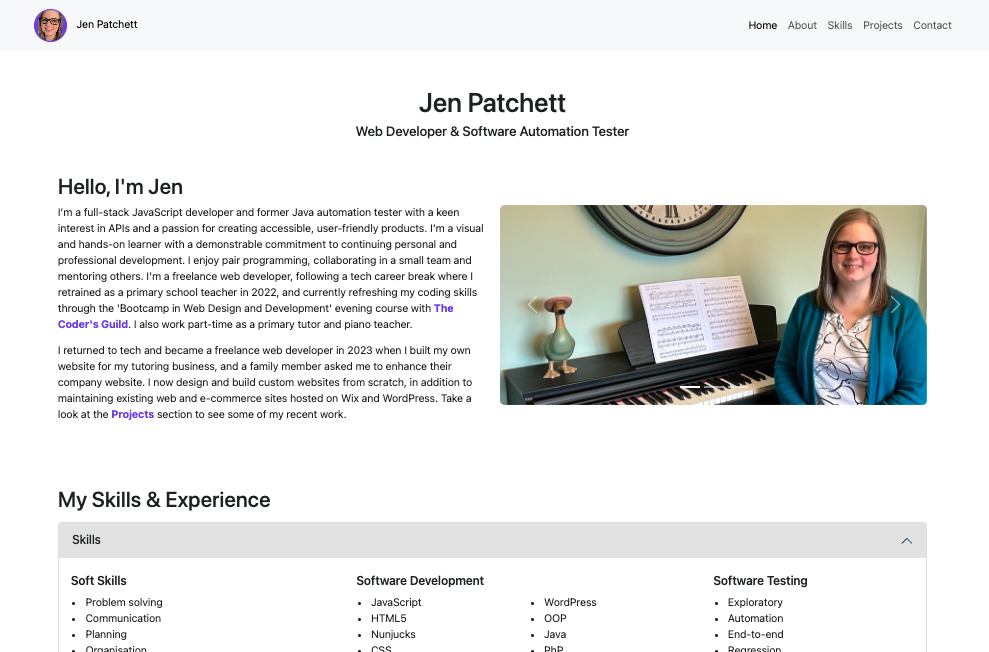 Jen Patchett
Home About Skills Projects Contact
Jen Patchett
Web Developer & Software Automation Tester
Hello, I'm Jen
I'm a full-stack JavaScript developer and former Java automation tester with a keen
interest in APIs and a passion for creating accessible, user-friendly products. I'm a visual
and hands-on learner with a demonstrable commitment to continuing personal and
professional development. I enjoy pair programming, collaborating in a small team and
mentoring others. I'm a freelance web developer, following a tech career break where I
retrained as a primary school teacher in 2022, and currently refreshing my coding skills
through the 'Bootcamp in Web Design and Development' evening course with The
Coder's Guild. I also work part-time as a primary tutor and piano teacher.
I returned to tech and became a freelance web developer in 2023 when I built my own
website for my tutoring business, and a family member asked me to enhance their
company website. I now design and build custom websites from scratch, in addition to
maintaining existing web and e-commerce sites hosted on Wix and WordPress. Take a
look at the Projects section to see some of my recent work.
My Skills & Experience
Skills
Soft Skills
• Problem solving
• Communication
• Planning
• Organisation
Software Development
• JavaScript
• HTML5
• Nunjucks
• CSS
• WordPress
• OOP
• Java
• PhP
Software Testing
• Exploratory
• Automation
• End-to-end
• Regression